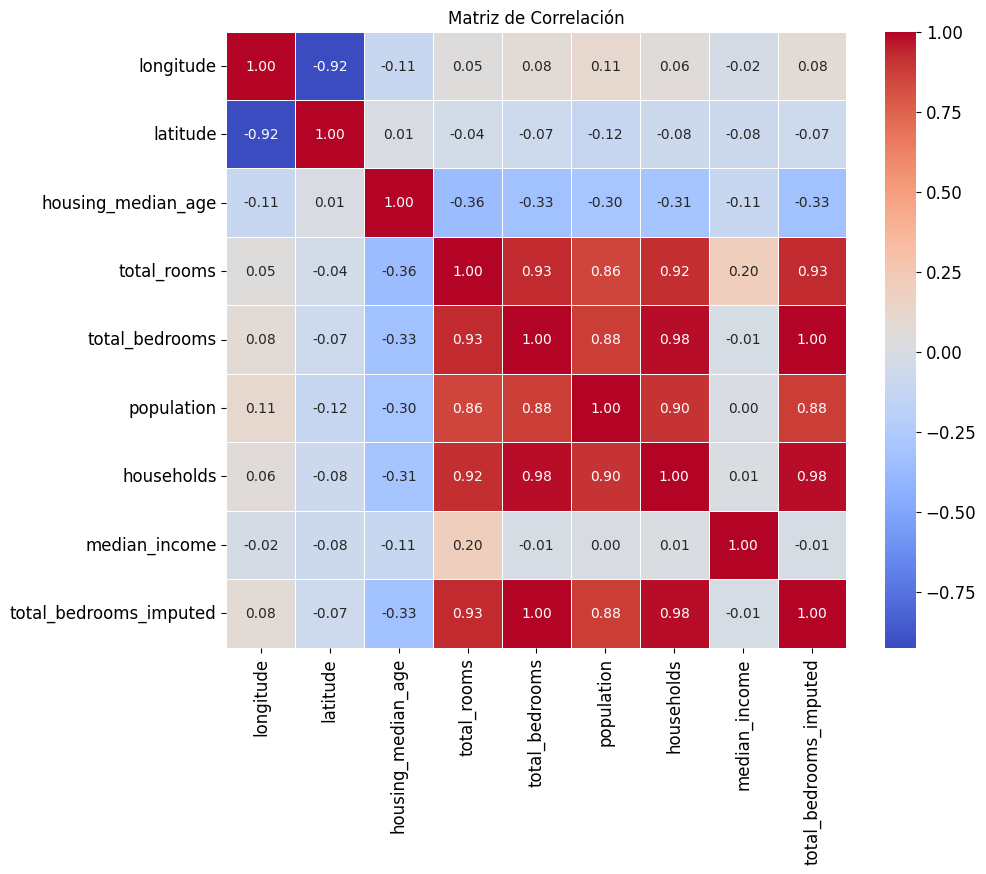 Matriz de Correlación
longitude 1.00 -0.92 -0.11 0.05 0.08 0.11 0.06 -0.02 0.08
latitude -0.92 1.00 0.01 -0.04 -0.07 -0.12 -0.08 -0.08 -0.07
housing_median_age -0.11 0.01 1.00 -0.36 -0.33 -0.30 -0.31 -0.11 -0.33
total_rooms 0.05 -0.04 -0.36 1.00 0.93 0.86 0.92 0.20 0.93
total_bedrooms 0.08 -0.07 -0.33 0.93 1.00 0.88 0.98 -0.01 1.00
population 0.11 -0.12 -0.30 0.86 0.88 1.00 0.90 0.00 0.88
households 0.06 -0.08 -0.31 0.92 0.98 0.90 1.00 0.01 0.98
median_income -0.02 -0.08 -0.11 0.20 -0.01 0.00 0.01 1.00 -0.01
total_bedrooms_imputed 0.08 -0.07 -0.33 0.93 1.00 0.88 0.98 -0.01 1.00
longitude
latitude
housing_median_age
total_rooms
total_bedrooms
population
households
median_income
total_bedrooms_imputed
1.00
0.75
0.50
0.25
0.00
−0.25
−0.50
−0.75